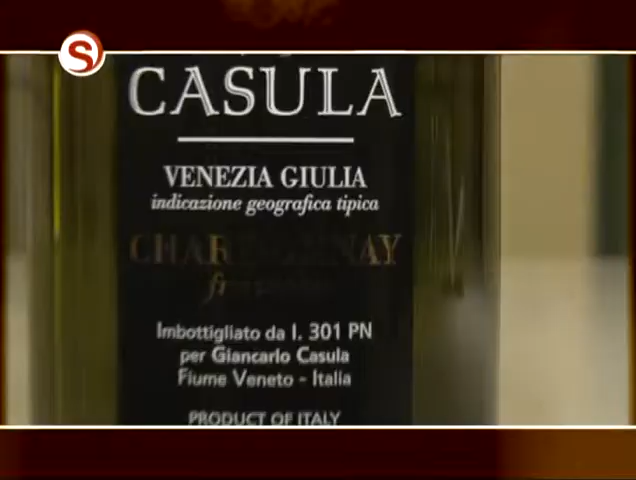 S
CASULA
VENEZIA GIULIA
indicazione geografica tipica
CHARDONNAY
Imbottigliato da I. 301 PN
per Giancarlo Casula
Fiume Veneto - Italia
PRODUCT OF ITALY